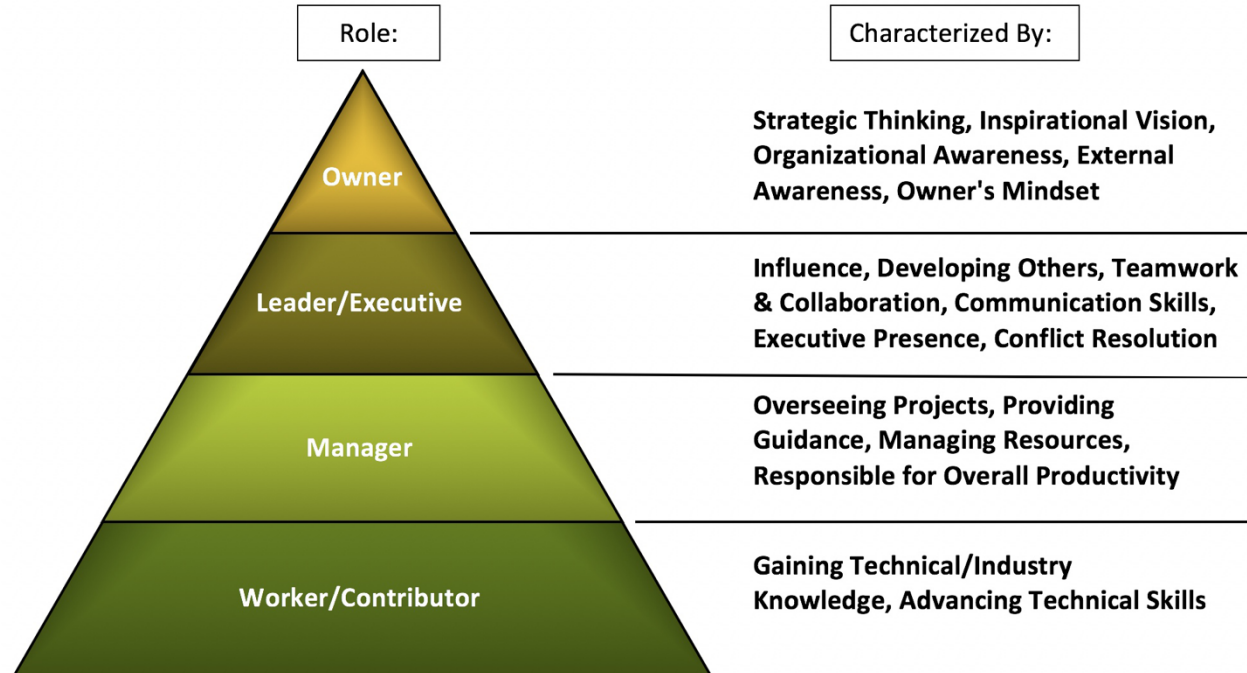 Role:
Characterized By:
Owner
Strategic Thinking, Inspirational Vision,
Organizational Awareness, External
Awareness, Owner's Mindset
Leader/Executive
Influence, Developing Others, Teamwork
& Collaboration, Communication Skills,
Executive Presence, Conflict Resolution
Manager
Overseeing Projects, Providing
Guidance, Managing Resources,
Responsible for Overall Productivity
Worker/Contributor
Gaining Technical/Industry
Knowledge, Advancing Technical Skills